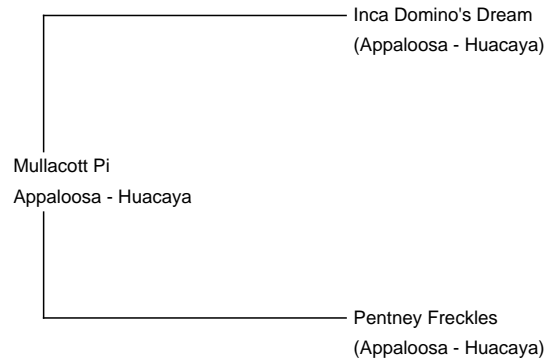 Inca Domino's Dream
(Appaloosa - Huacaya)
Mullacott Pi
Appaloosa - Huacaya
Pentney Freckles
(Appaloosa - Huacaya)